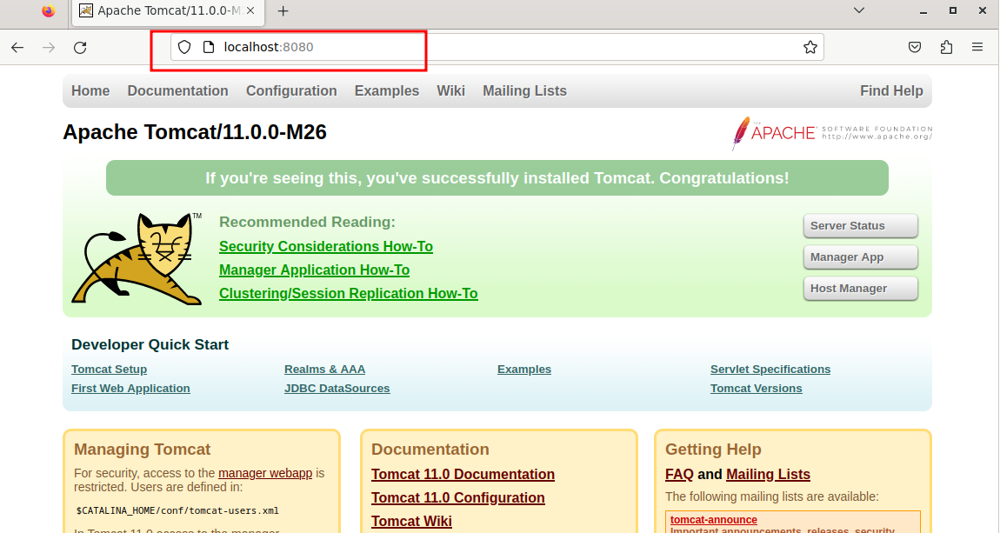 Apache Tomcat/11.0.0-M
localhost:8080
Home Documentation Configuration Examples Wiki Mailing Lists Find Help
Apache Tomcat/11.0.0-M26
THE
APACHE SOFTWARE FOUNDATION
http://www.apache.org/
If you're seeing this, you've successfully installed Tomcat. Congratulations!
TM
Recommended Reading:
Security Considerations How-To
Manager Application How-To
Clustering/Session Replication How-To
Server Status
Manager App
Host Manager
Developer Quick Start
Tomcat Setup
First Web Application
Realms & AAA
JDBC DataSources
Examples
Servlet Specifications
Tomcat Versions
Managing Tomcat
For security, access to the manager webapp is
restricted. Users are defined in:
$CATALINA_HOME/conf/tomcat-users.xml
In Tomcat 11.0 access to the manager
Documentation
Tomcat 11.0 Documentation
Tomcat 11.0 Configuration
Tomcat Wiki
Getting Help
FAQ and Mailing Lists
The following mailing lists are available:
tomcat-announce
Important announcements, releases, security